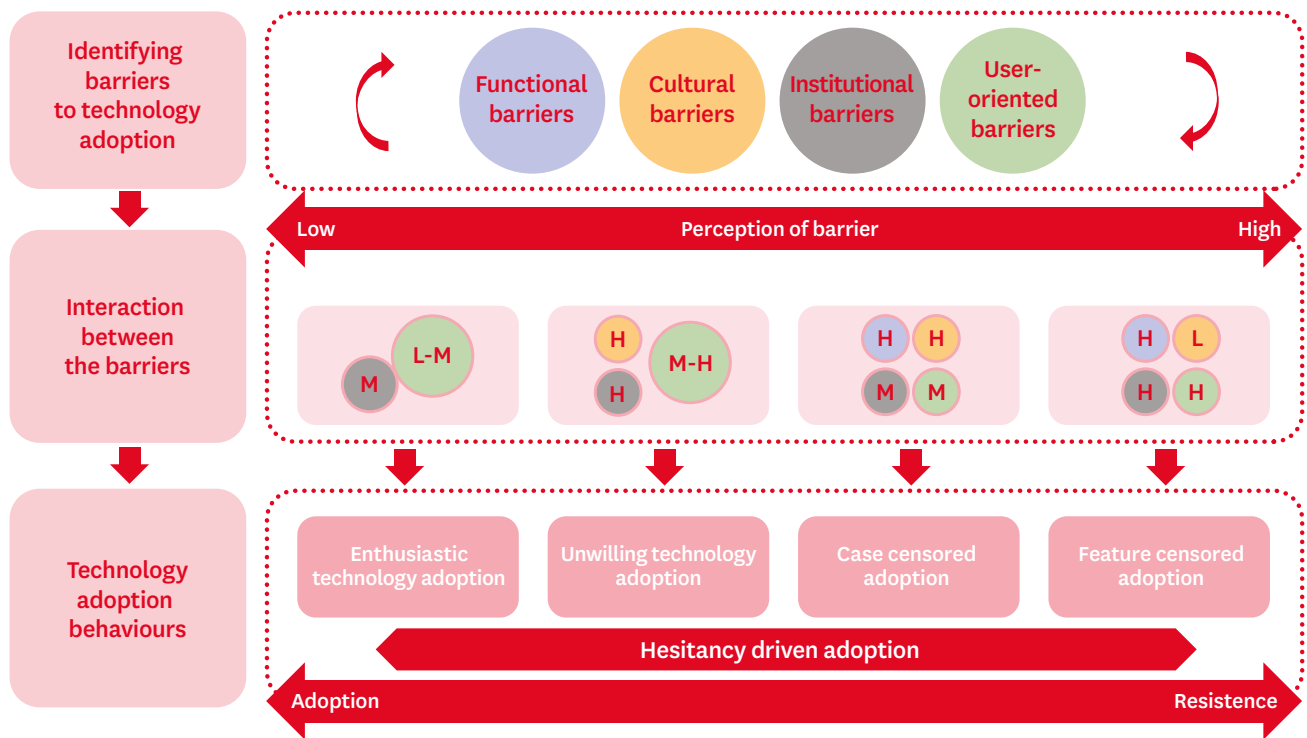 Identifying
barriers
to technology
adoption
Functional
barriers
Cultural
barriers
Institutional
barriers
User-
oriented
barriers
Low
Perception of barrier
High
Interaction
between
the barriers
M
L-M
H
H
M-H
H
H
M
M
H
L
H
H
Technology
adoption
behaviours
Enthusiastic
technology adoption
Unwilling technology
adoption
Case censored
adoption
Feature censored
adoption
Hesitancy driven adoption
Adoption
Resistence